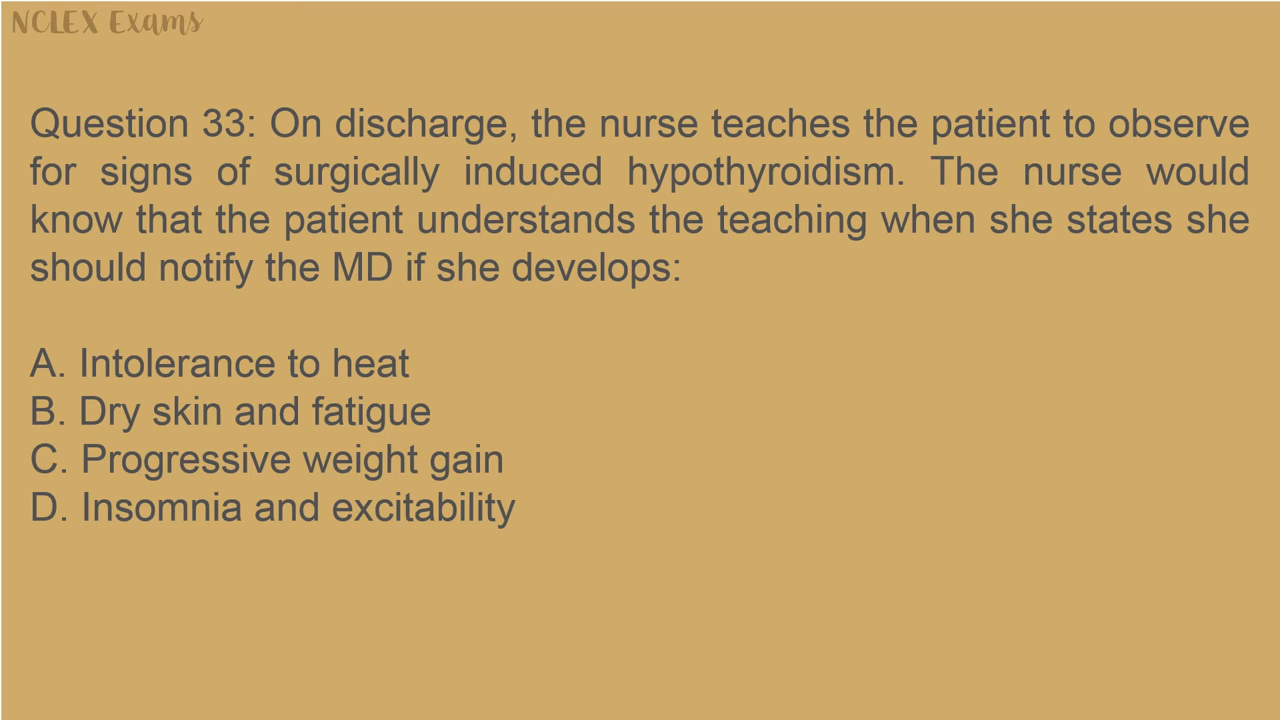 NCLEX Exams
Question 33: On discharge, the nurse teaches the patient to observe
for signs of surgically induced hypothyroidism. The nurse would
know that the patient understands the teaching when she states she
should notify the MD if she develops:
A. Intolerance to heat
B. Dry skin and fatigue
C. Progressive weight gain
D. Insomnia and excitability